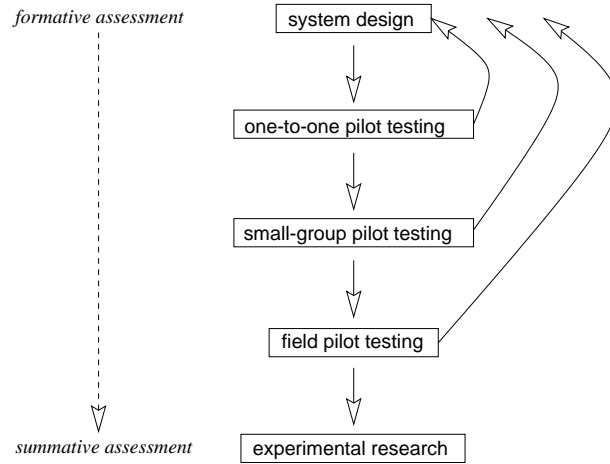 formative assessment
system design
one-to-one pilot testing
small-group pilot testing
field pilot testing
summative assessment
experimental research